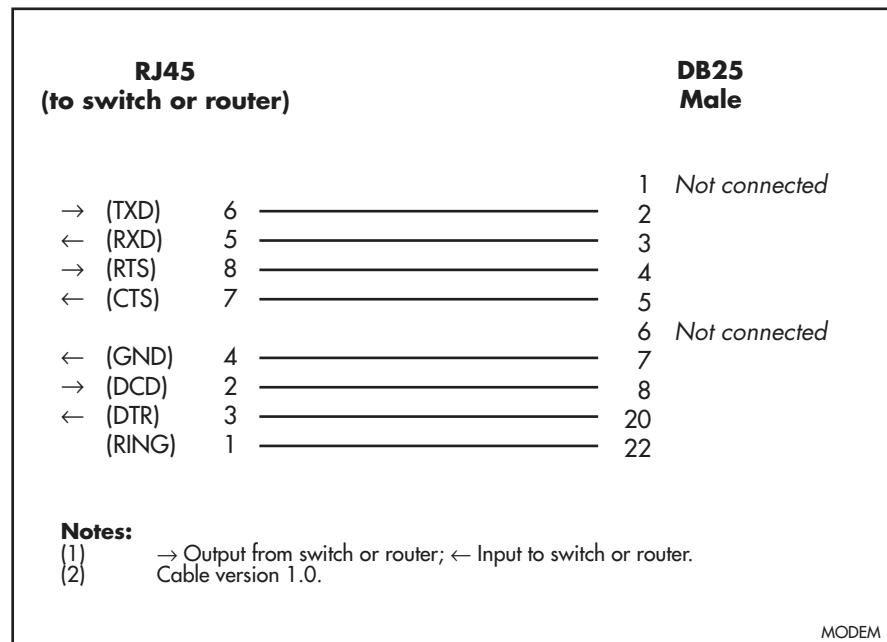 RJ45 DB25
(to switch or router) Male
1 Not connected
→ (TXD) 6 2
← (RXD) 5 3
→ (RTS) 8 4
← (CTS) 7 5
6 Not connected
← (GND) 4 7
→ (DCD) 2 8
← (DTR) 3 20
(RING) 1 22
Notes:
(1) → Output from switch or router; ← Input to switch or router.
(2) Cable version 1.0.
MODEM